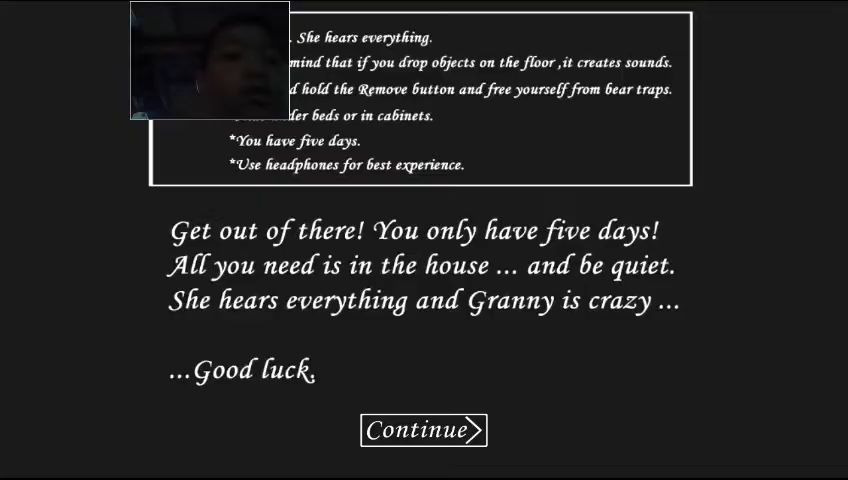 . She hears everything.
mind that if you drop objects on the floor ,it creates sounds.
hold the Remove button and free yourself from bear traps.
beds or in cabinets.
*You have five days.
*Use headphones for best experience.
Get out of there! You only have five days!
All you need is in the house ... and be quiet.
She hears everything and Granny is crazy ...
...Good luck.
Continue>